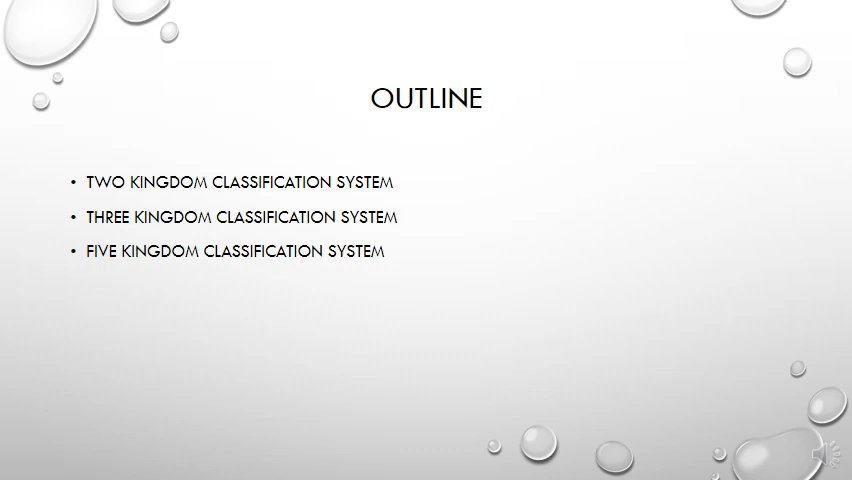 OUTLINE
• TWO KINGDOM CLASSIFICATION SYSTEM
• THREE KINGDOM CLASSIFICATION SYSTEM
• FIVE KINGDOM CLASSIFICATION SYSTEM